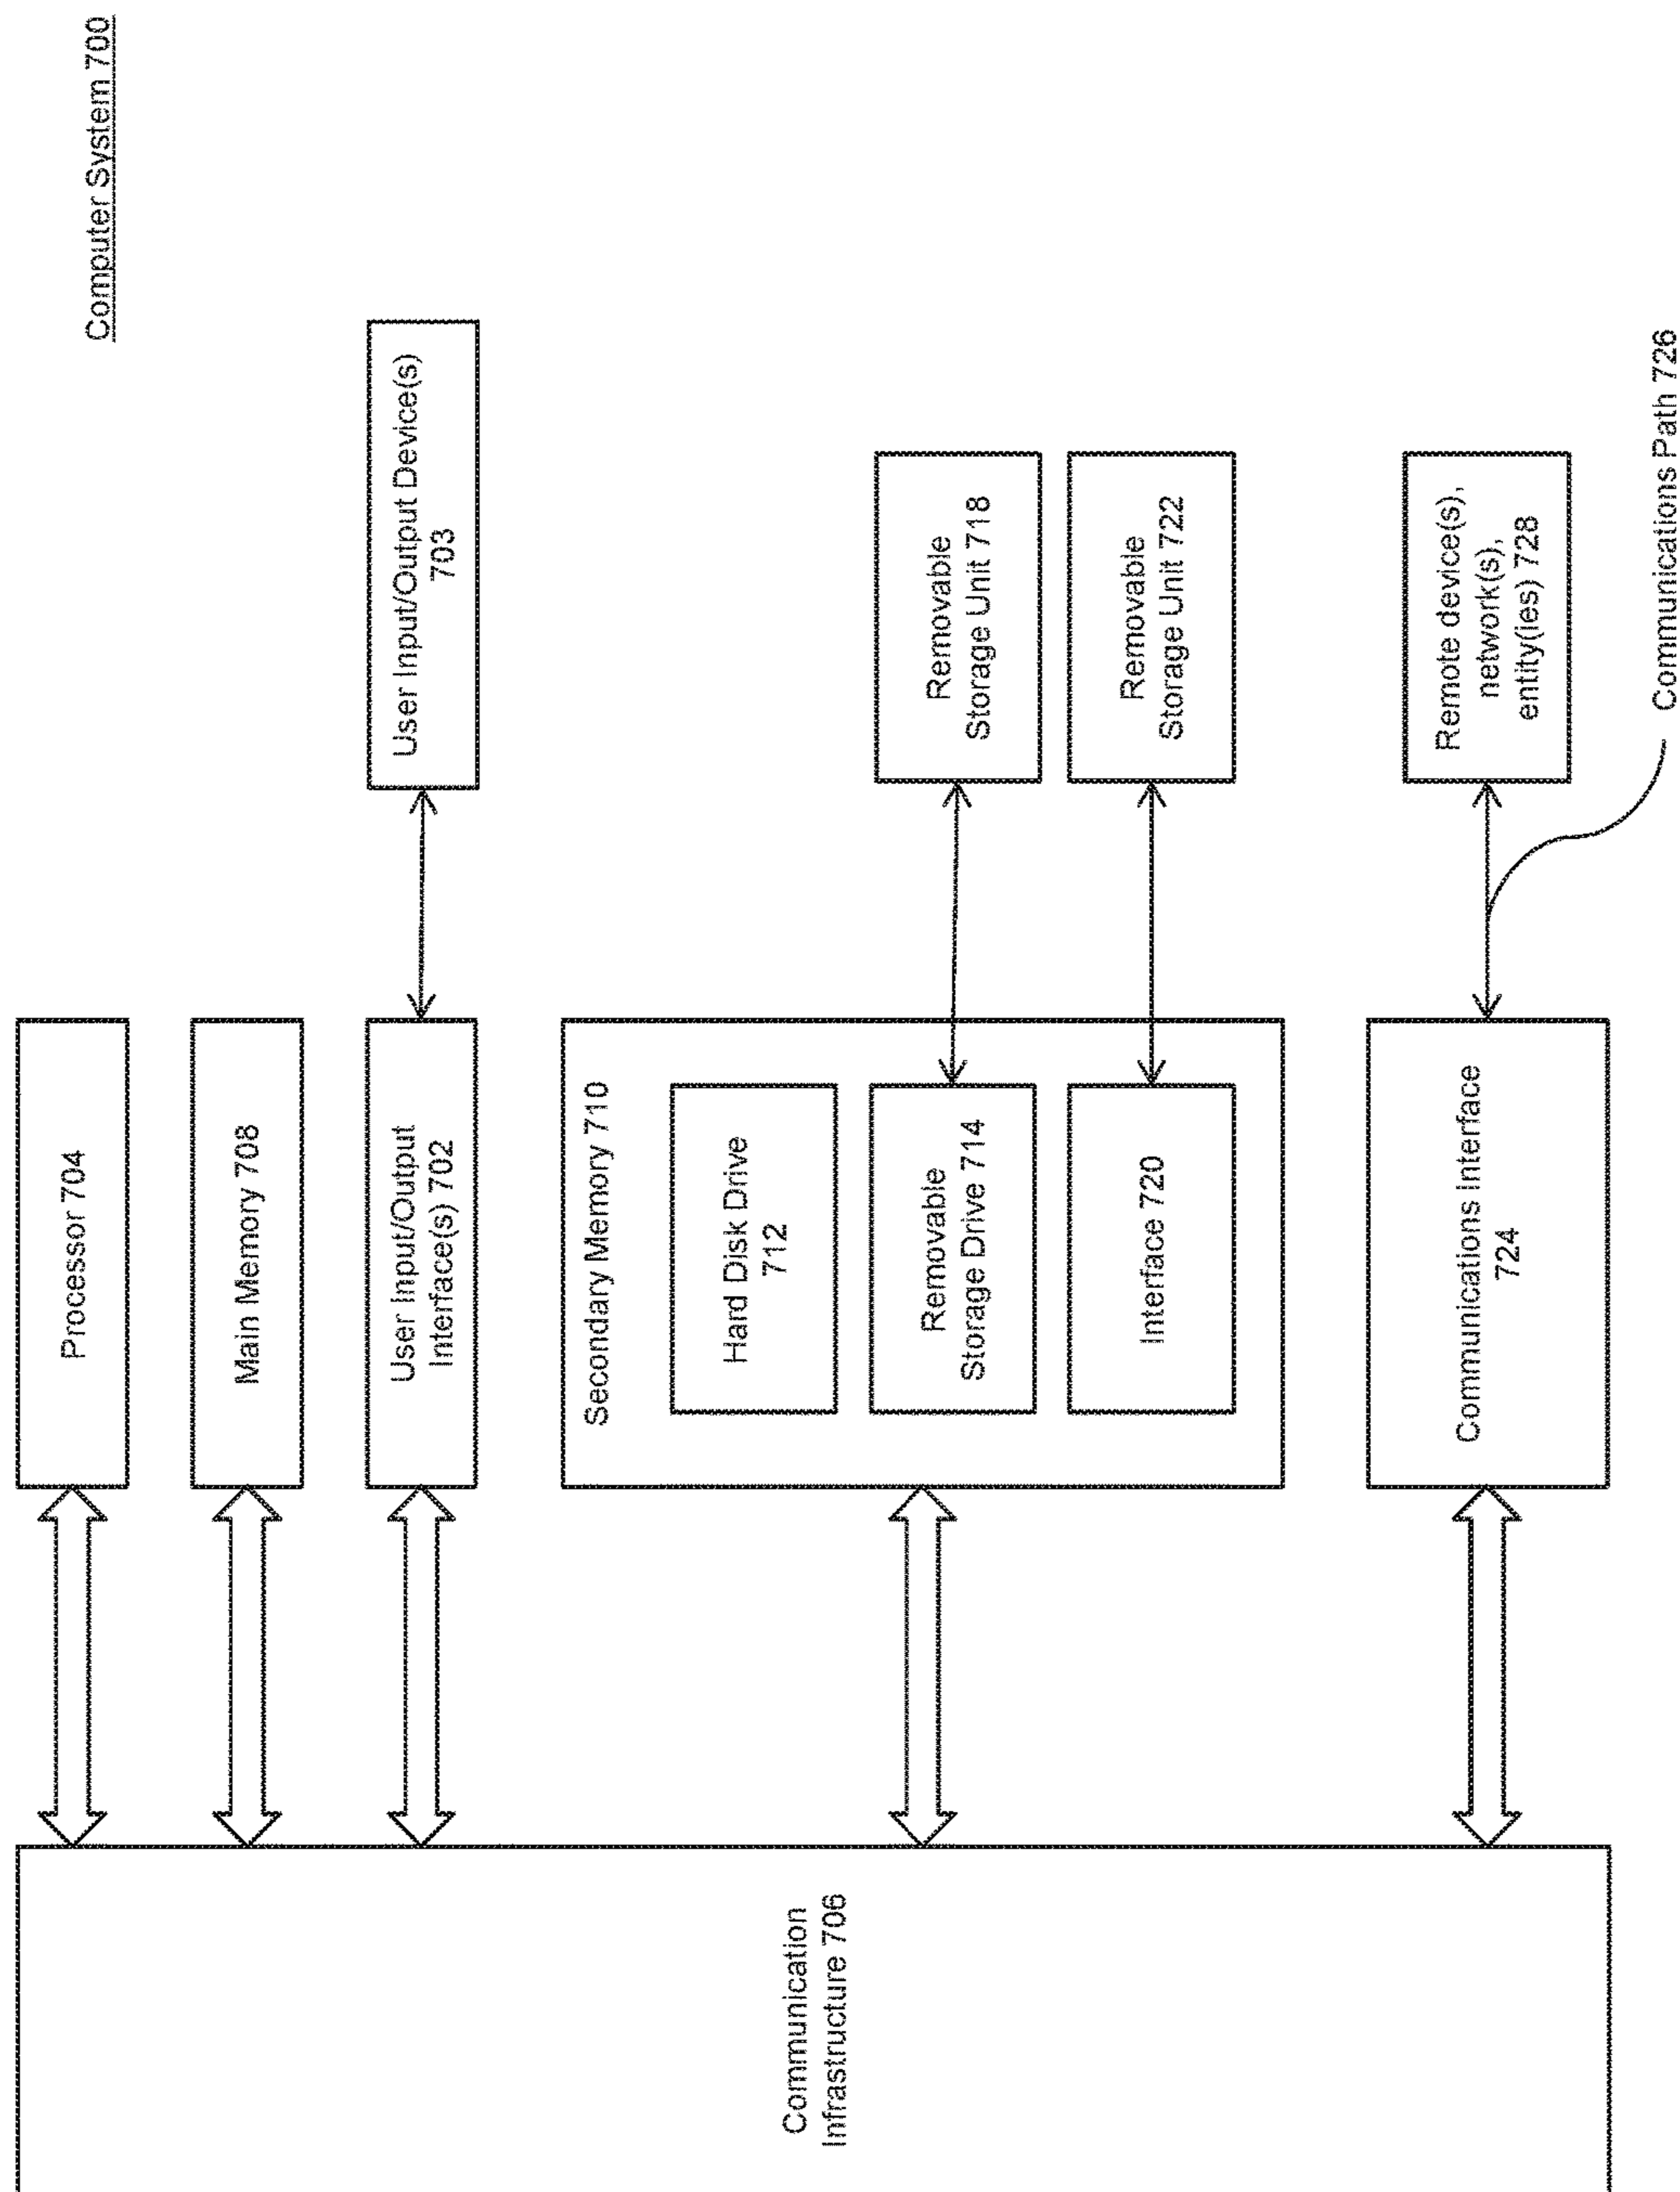 Computer System 700
Processor 704
Main Memory 708
User Input/Output
Interface(s) 702
User Input/Output Device(s)
703
Secondary Memory 710
Hard Disk Drive
712
Removable
Storage Drive 714
Removable
Storage Unit 718
Interface 720
Removable
Storage Unit 722
Communications Interface
724
Remote device(s),
network(s),
entity(ies) 728
Communications Path 726
Communication
Infrastructure 706